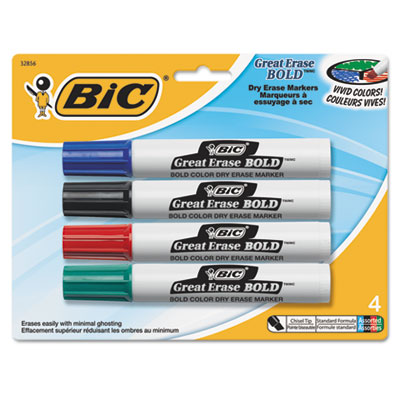 32856
BIC
Great Erase
BOLD
Dry Erase Markers
Marqueurs à
essuyage à sec
VIVID COLORS!
COULEURS VIVES!
BIC
Great Erase BOLD
BOLD COLOR DRY ERASE MARKER
BIC
Great Erase BOLD
BOLD COLOR DRY ERASE MARKER
BIC
Great Erase BOLD
BOLD COLOR DRY ERASE MARKER
BIC
Great Erase BOLD
BOLD COLOR DRY ERASE MARKER
Erases easily with minimal ghosting
Effacement supérieur réduisant les ombres au minimum
4
Chisel Tip
Pointe biseautée
Standard Formula
Formule standard
Assorted
Assorties